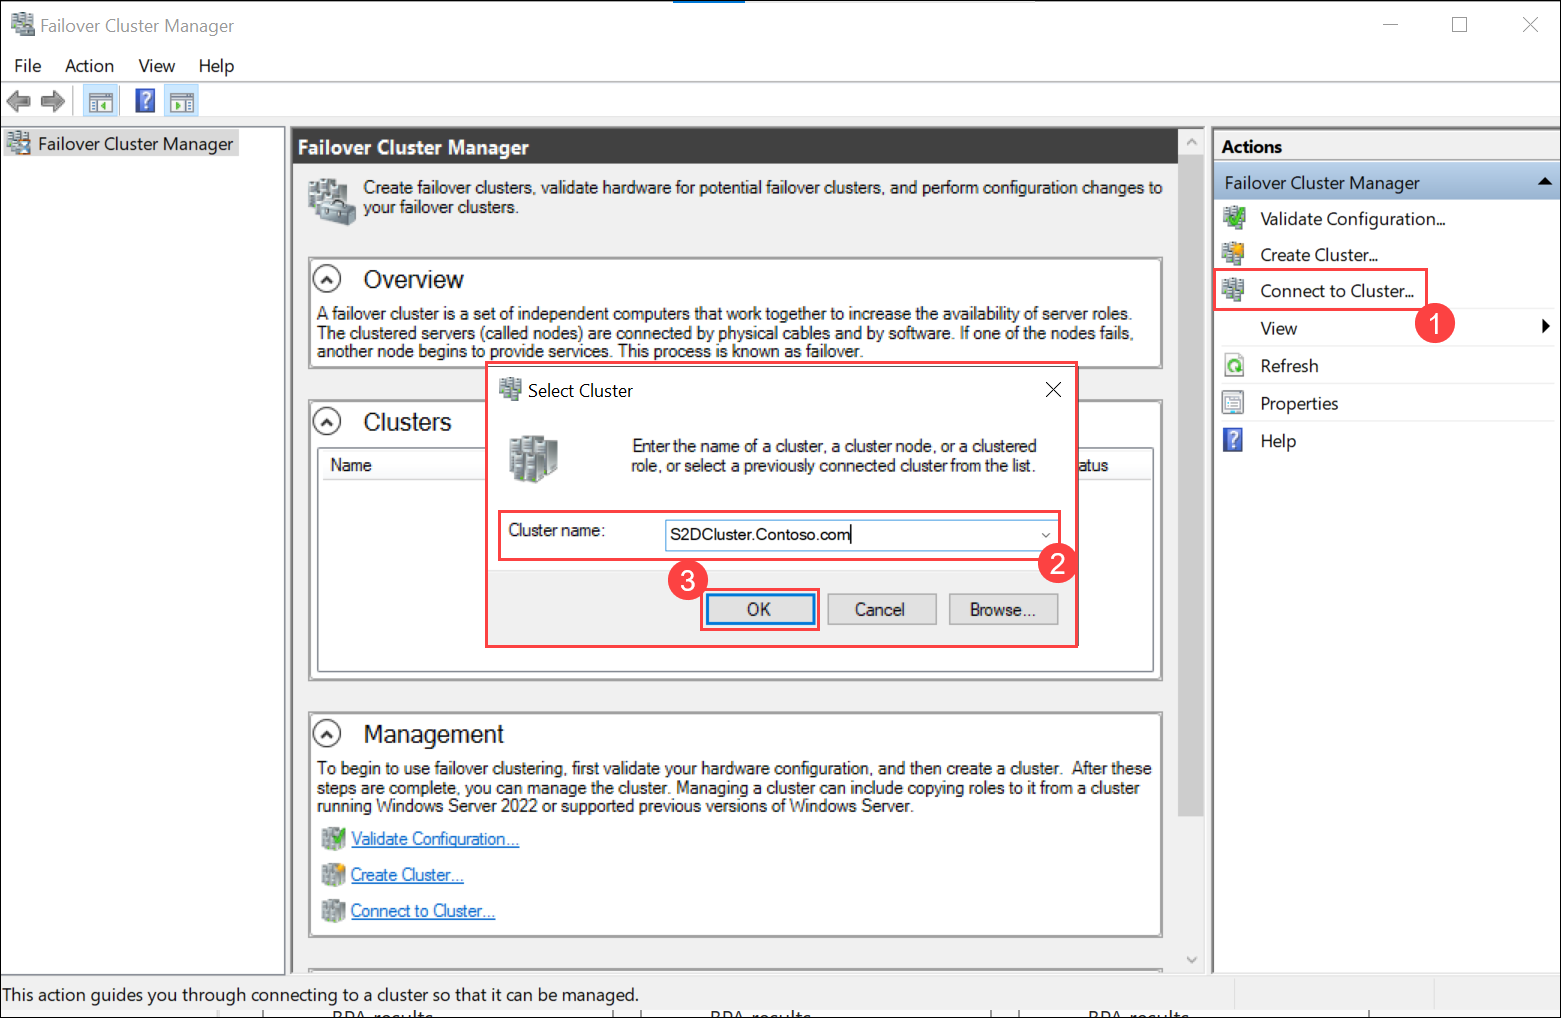 Failover Cluster Manager
File Action View Help
Failover Cluster Manager
Failover Cluster Manager
Create failover clusters, validate hardware for potential failover clusters, and perform configuration changes to
your failover clusters.
Overview
A failover cluster is a set of independent computers that work together to increase the availability of server roles.
The clustered servers (called nodes) are connected by physical cables and by software. If one of the nodes fails,
another node begins to provide services. This process is known as failover.
Clusters
Name
atus
Select Cluster
Enter the name of a cluster, a cluster node, or a clustered
role, or select a previously connected cluster from the list.
Cluster name: S2DCluster.Contoso.com
2
3
OK Cancel Browse...
Management
To begin to use failover clustering, first validate your hardware configuration, and then create a cluster. After these
steps are complete, you can manage the cluster. Managing a cluster can include copying roles to it from a cluster
running Windows Server 2022 or supported previous versions of Windows Server.
Validate Configuration...
Create Cluster...
Connect to Cluster...
Actions
Failover Cluster Manager
Validate Configuration...
Create Cluster...
Connect to Cluster...
1
View
Refresh
Properties
Help
This action guides you through connecting to a cluster so that it can be managed.
BPA results BPA results BPA results